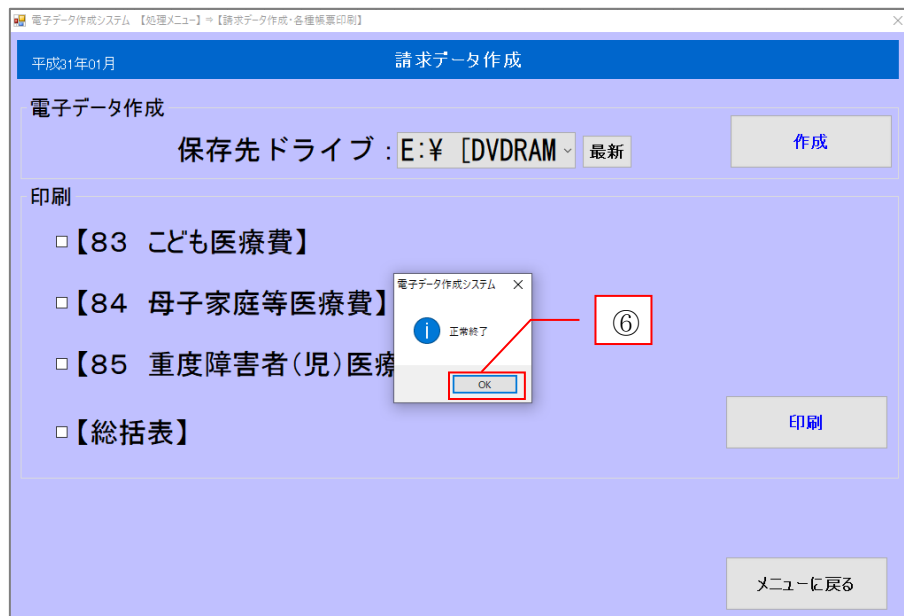 電子データ作成システム 【処理メニュー】⇒【請求データ作成・各種帳票印刷】
平成31年01月
請求データ作成
電子データ作成
保存先ドライブ：E:¥ [DVDRAM
最新
作成
印刷
【83 こども医療費】
【84 母子家庭等医療費】
【85 重度障害者(児)医療
【総括表】
電子データ作成システム
正常終了
OK
⑥
印刷
メニューに戻る